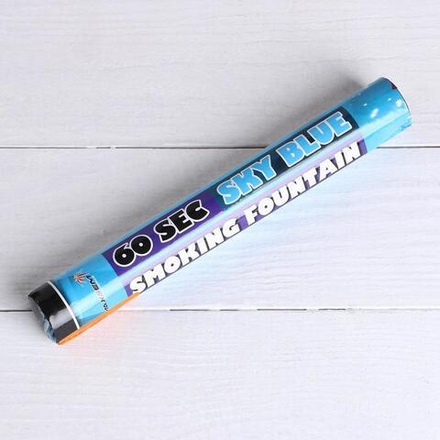 60 SEC SKY BLUE
SMOKING FOUNTAIN